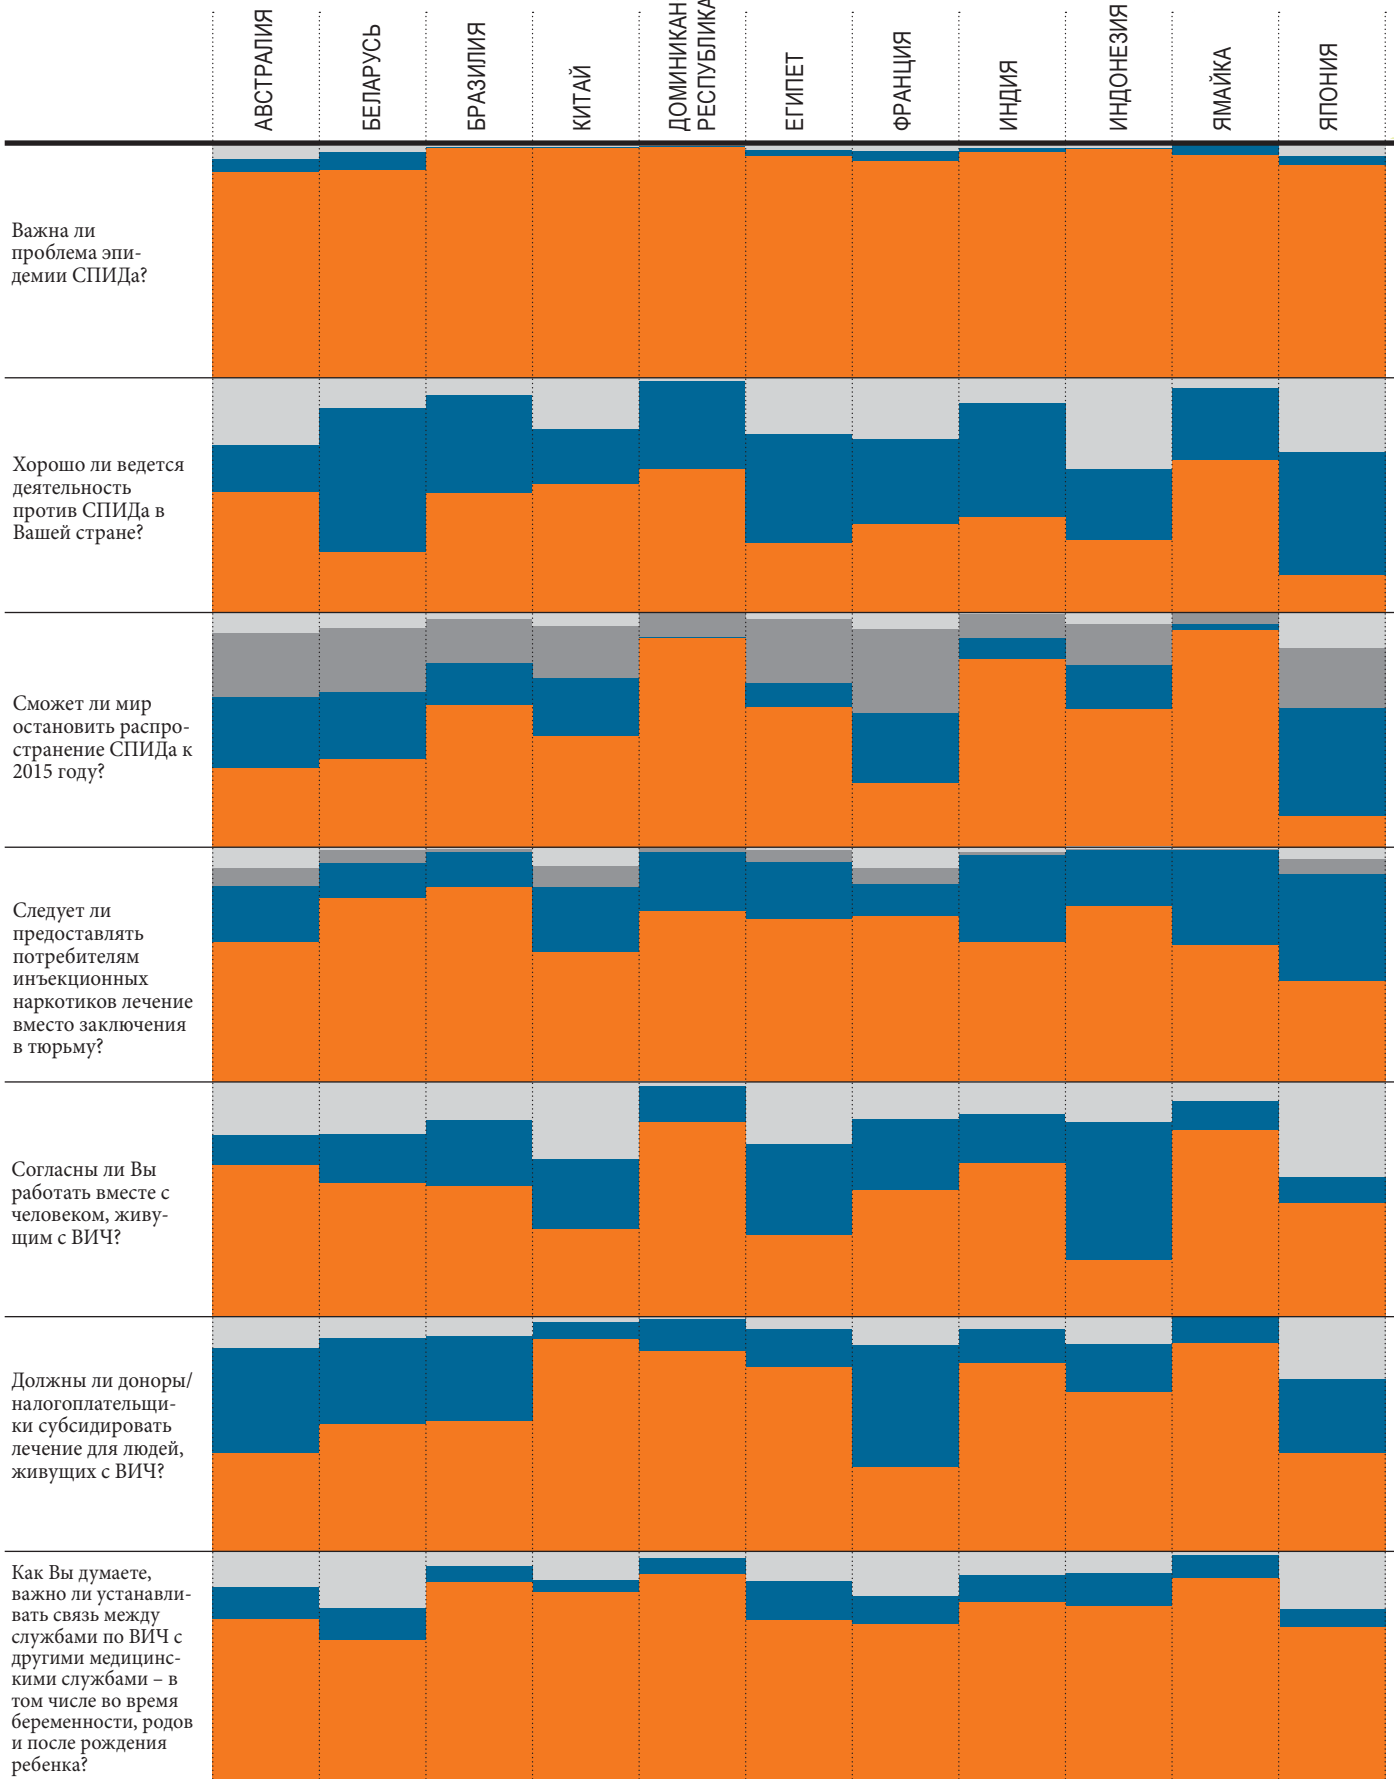 АВСТРАЛИЯ
БЕЛАРУСЬ
БРАЗИЛИЯ
КИТАЙ
ДОМИНИКАН
РЕСПУБЛИКА
ЕГИПЕТ
ФРАНЦИЯ
ИНДИЯ
ИНДОНЕЗИЯ
ЯМАЙКА
ЯПОНИЯ
Важна ли
проблема эпи-
демии СПИДа?
Хорошо ли ведется
деятельность
против СПИДа в
Вашей стране?
Сможет ли мир
остановить распро-
странение СПИДа к
2015 году?
Следует ли
предоставлять
потребителям
инъекционных
наркотиков лечение
вместо заключения
в тюрьму?
Согласны ли Вы
работать вместе с
человеком, живу-
щим с ВИЧ?
Должны ли доноры/
налогоплательщи-
ки субсидировать
лечение для людей,
живущих с ВИЧ?
Как Вы думаете,
важно ли устанавли-
вать связь между
службами по ВИЧ с
другими медицинс-
кими службами – в
том числе во время
беременности, родов
и после рождения
ребенка?